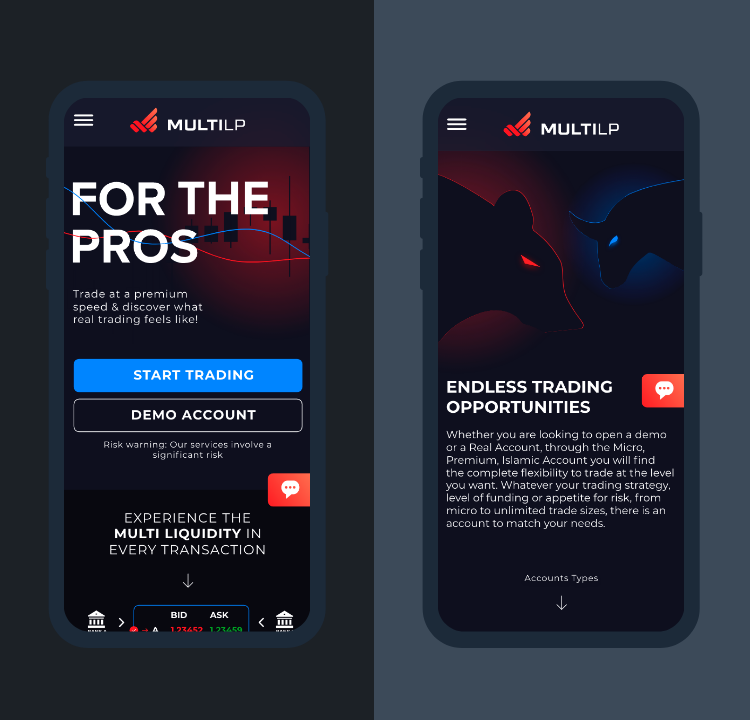 MULTILP
FOR THE
PROS
Trade at a premium
speed & discover what
real trading feels like!
START TRADING
DEMO ACCOUNT
Risk warning: Our services involve a
significant risk
EXPERIENCE THE
MULTI LIQUIDITY IN
EVERY TRANSACTION
BID ASK
A 1.23452 1.23459
MULTILP
ENDLESS TRADING
OPPORTUNITIES
Whether you are looking to open a demo
or a Real Account, through the Micro,
Premium, Islamic Account you will find
the complete flexibility to trade at the level
you want. Whatever your trading strategy,
level of funding or appetite for risk, from
micro to unlimited trade sizes, there is an
account to match your needs.
Accounts Types